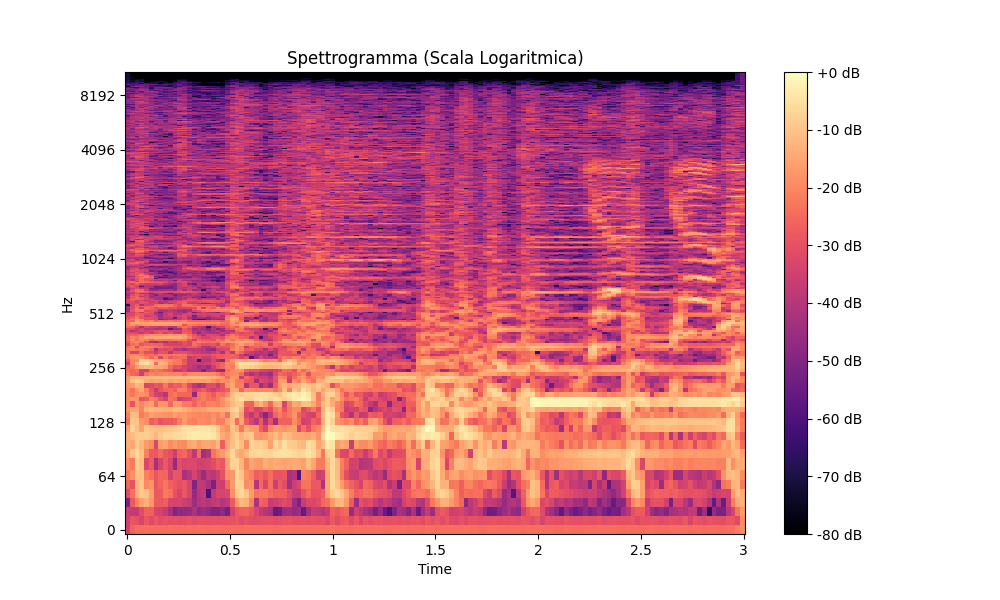 Spettrogramma (Scala Logaritmica)
Hz
8192
4096
2048
1024
512
256
128
64
0
0
0.5
1
1.5
2
2.5
3
Time
+0 dB
-10 dB
-20 dB
-30 dB
-40 dB
-50 dB
-60 dB
-70 dB
-80 dB